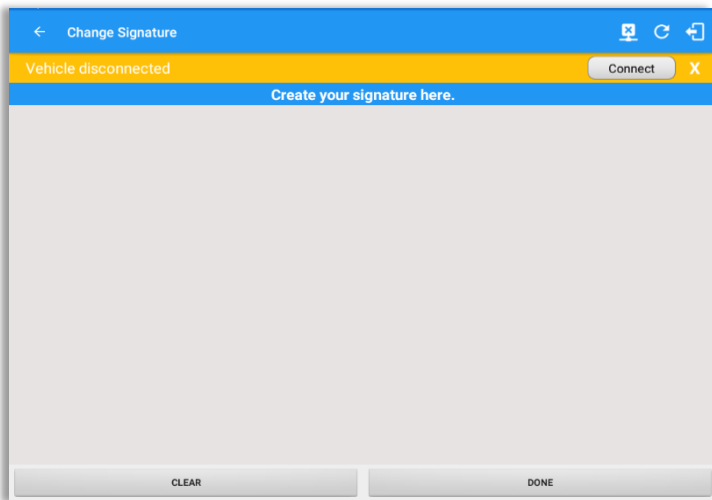 Change Signature
Vehicle disconnected
Connect
X
Create your signature here.
CLEAR
DONE